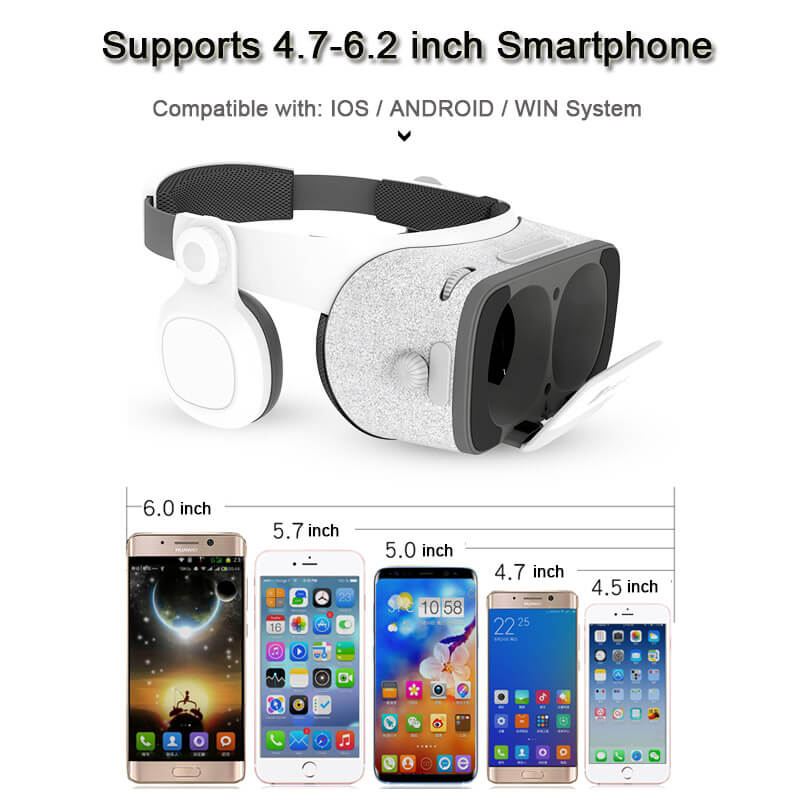 Supports 4.7-6.2 inch Smartphone
Compatible with: IOS / ANDROID / WIN System
6.0 inch
5.7 inch
5.0 inch
4.7 inch
4.5 inch
HUAWEI
10 58
22 25